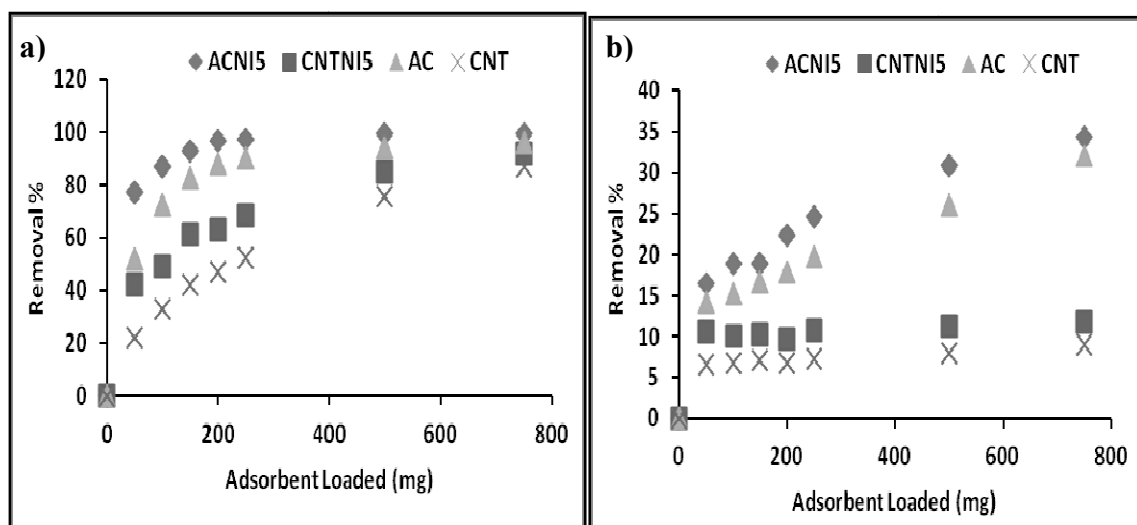 a)
ACNI5 CNTNI5 AC CNT
120
100
80
60
40
20
0
Removal %
0 200 400 600 800
Adsorbent Loaded (mg)
b)
ACNI5 CNTNI5 AC CNT
40
35
30
25
20
15
10
5
0
Removal %
0 200 400 600 800
Adsorbent Loaded (mg)